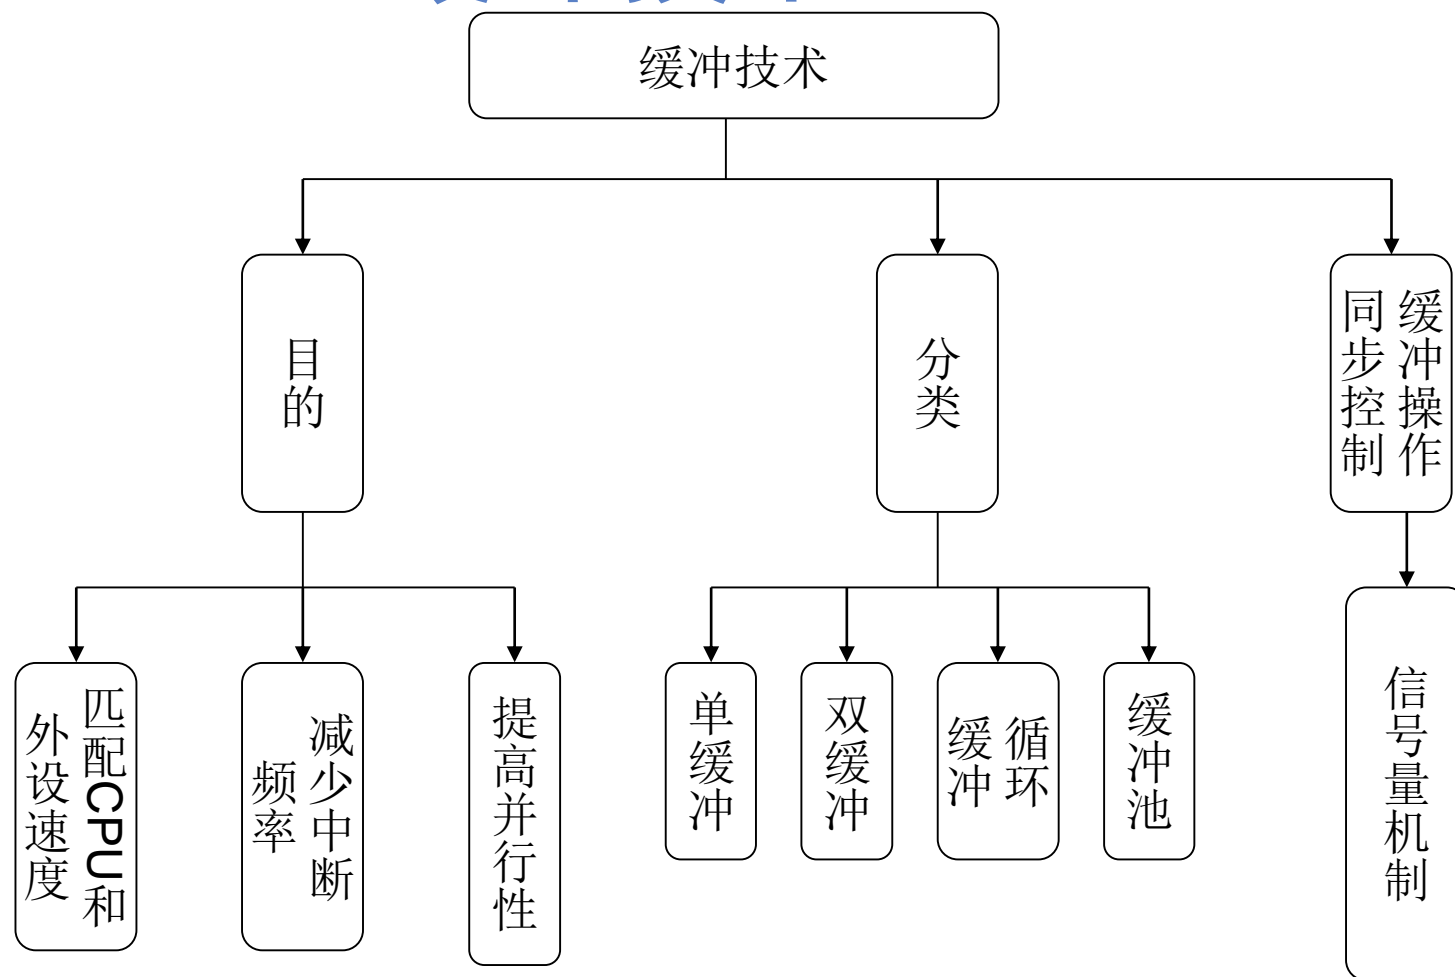 缓冲技术
目的
分类
缓冲操作
同步控制
匹配CPU和
外设速度
减少中断
频率
提高并行性
单缓冲
双缓冲
循环
缓冲
缓冲池
信号量机制